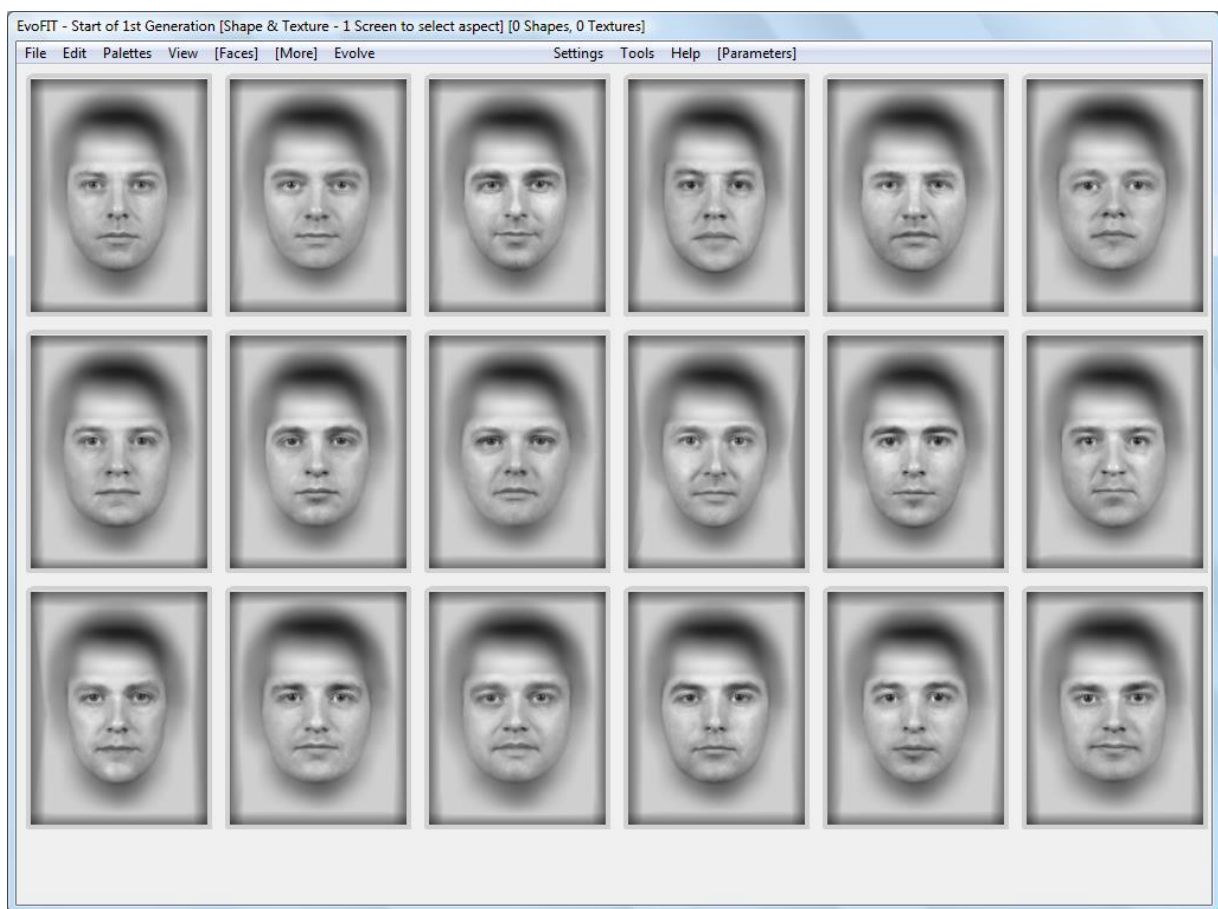 EvoFIT - Start of 1st Generation [Shape & Texture - 1 Screen to select aspect] [0 Shapes, 0 Textures]
File Edit Palettes View [Faces] [More] Evolve Settings Tools Help [Parameters]